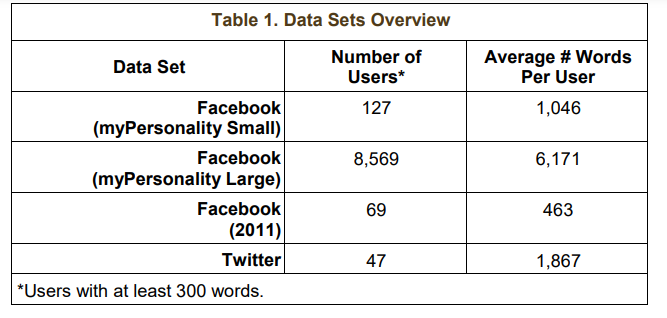 Table 1. Data Sets Overview
Data Set
Number of
Users*
Average # Words
Per User
Facebook
(myPersonality Small)
127
1,046
Facebook
(myPersonality Large)
8,569
6,171
Facebook
(2011)
69
463
Twitter
47
1,867
*Users with at least 300 words.